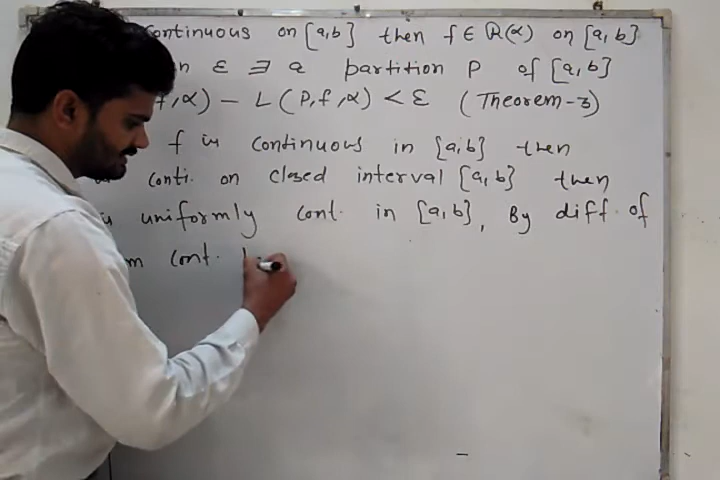 continuous on [a,b] then f ∈ R(α) on [a,b]
ε ∃ a partition P of [a,b]
,α) - L(P,f,α) < ε (Theorem-3)
f is continuous in [a,b] then
conti. on closed interval [a,b] then
uniformly cont. in [a,b], By diff. of
m cont.